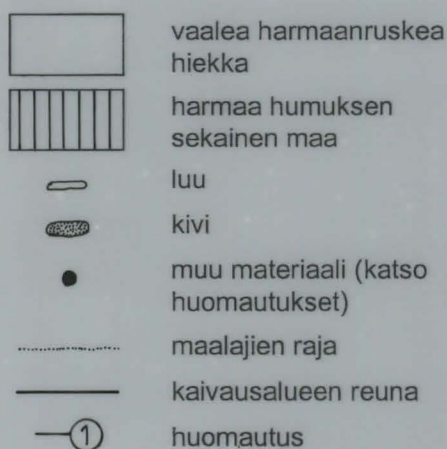 vaalea harmaanruskea
hiekka
harmaa humuksen
sekainen maa
luu
kivi
muu materiaali (katso
huomautukset)
maalajien raja
kaivausalueen reuna
1
huomautus